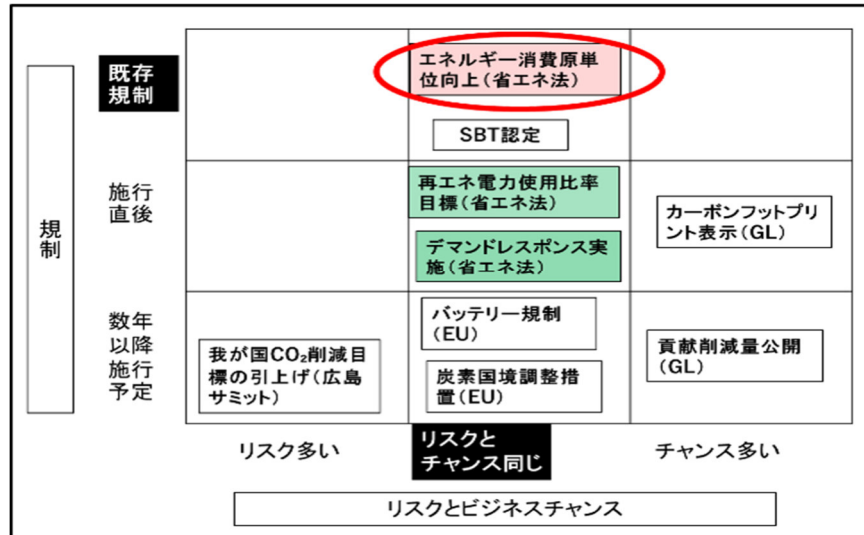 規制
既存
規制
エネルギー消費原単
位向上(省エネ法)
SBT認定
施行
直後
再エネ電力使用比率
目標(省エネ法)
デマンドレスポンス実
施(省エネ法)
カーボンフットプリ
ント表示(GL)
数年
以降
施行
予定
我が国CO₂削減目
標の引上げ(広島
サミット)
バッテリー規制
(EU)
炭素国境調整措
置(EU)
貢献削減量公開
(GL)
リスク多い
リスクと
チャンス同じ
チャンス多い
リスクとビジネスチャンス